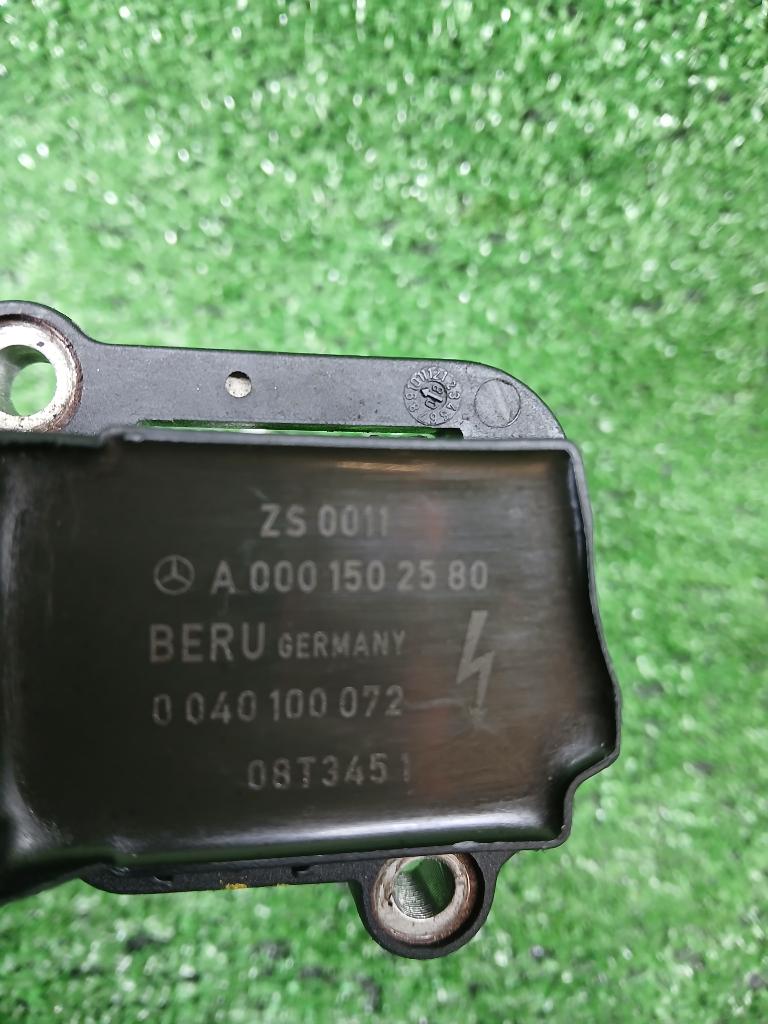 ZS 0011
A 000 150 25 80
BERU GERMANY
0 040 100 072
08T3451